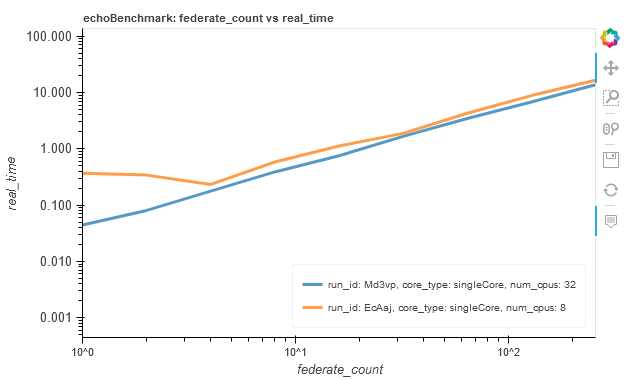 echoBenchmark: federate_count vs real_time
100.000
10.000
1.000
0.100
0.010
0.001
real_time
run_id: Md3vp, core_type: singleCore, num_cpus: 32
run_id: EcAaj, core_type: singleCore, num_cpus: 8
10^0
10^1
10^2
federate_count